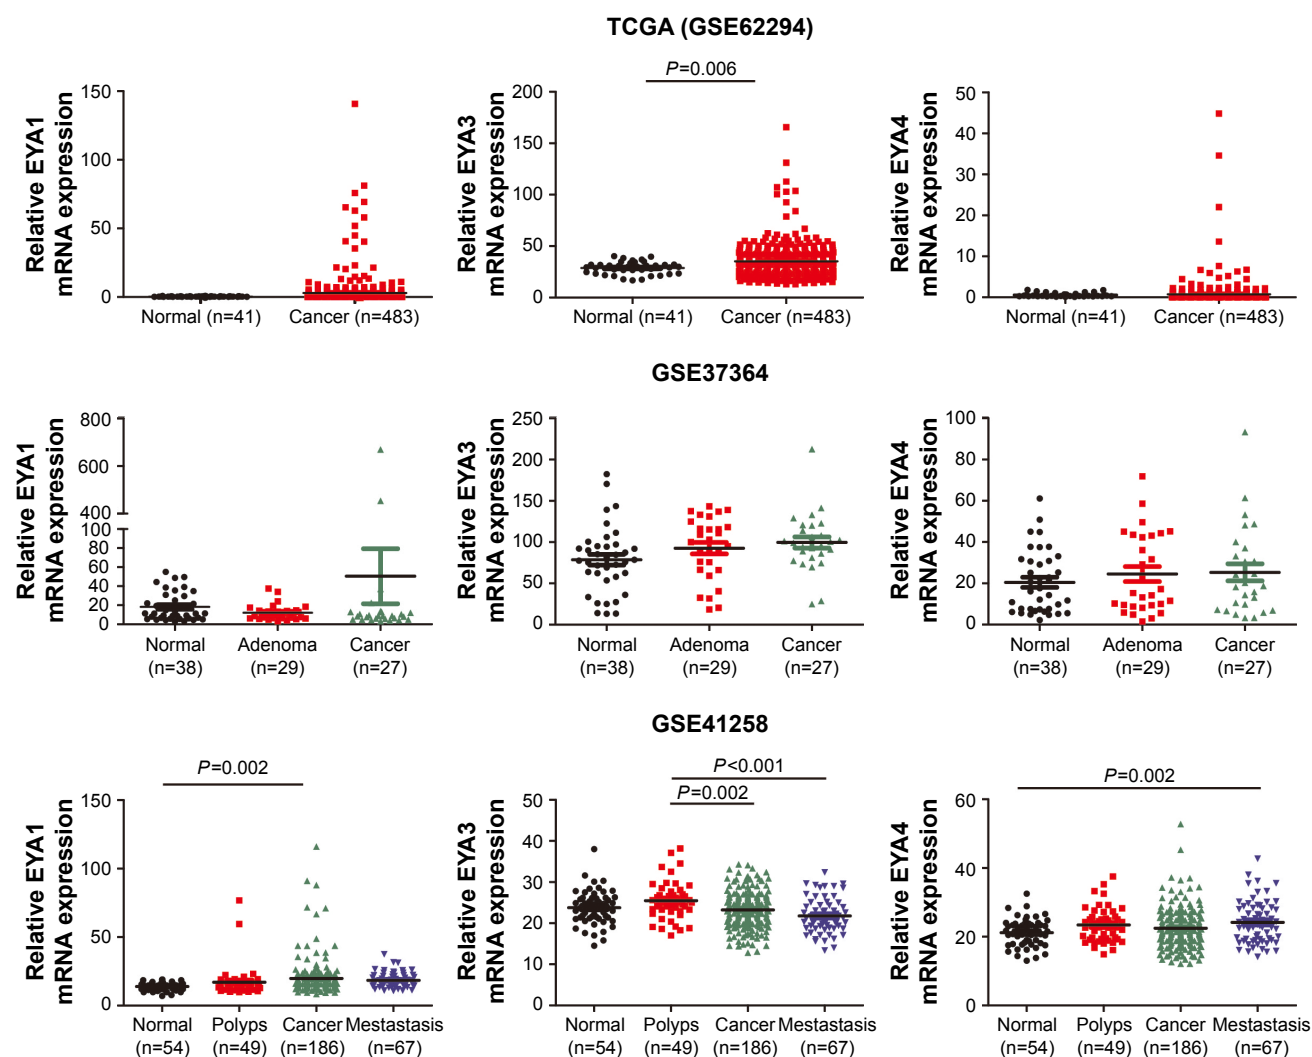 TCGA (GSE62294)
Relative EYA1
mRNA expression
150
100
50
0
Normal (n=41)
Cancer (n=483)
P=0.006
Relative EYA3
mRNA expression
200
150
100
50
0
Normal (n=41)
Cancer (n=483)
Relative EYA4
mRNA expression
50
40
30
20
10
0
Normal (n=41)
Cancer (n=483)
GSE37364
Relative EYA1
mRNA expression
800
600
400
100
80
60
40
20
0
Normal
(n=38)
Adenoma
(n=29)
Cancer
(n=27)
Relative EYA3
mRNA expression
250
200
150
100
50
0
Normal
(n=38)
Adenoma
(n=29)
Cancer
(n=27)
Relative EYA4
mRNA expression
100
80
60
40
20
0
Normal
(n=38)
Adenoma
(n=29)
Cancer
(n=27)
GSE41258
P=0.002
Relative EYA1
mRNA expression
150
100
50
0
Normal
(n=54)
Polyps
(n=49)
Cancer
(n=186)
Mestastasis
(n=67)
P<0.001
P=0.002
Relative EYA3
mRNA expression
50
40
30
20
10
0
Normal
(n=54)
Polyps
(n=49)
Cancer
(n=186)
Mestastasis
(n=67)
P=0.002
Relative EYA4
mRNA expression
60
40
20
0
Normal
(n=54)
Polyps
(n=49)
Cancer
(n=186)
Mestastasis
(n=67)